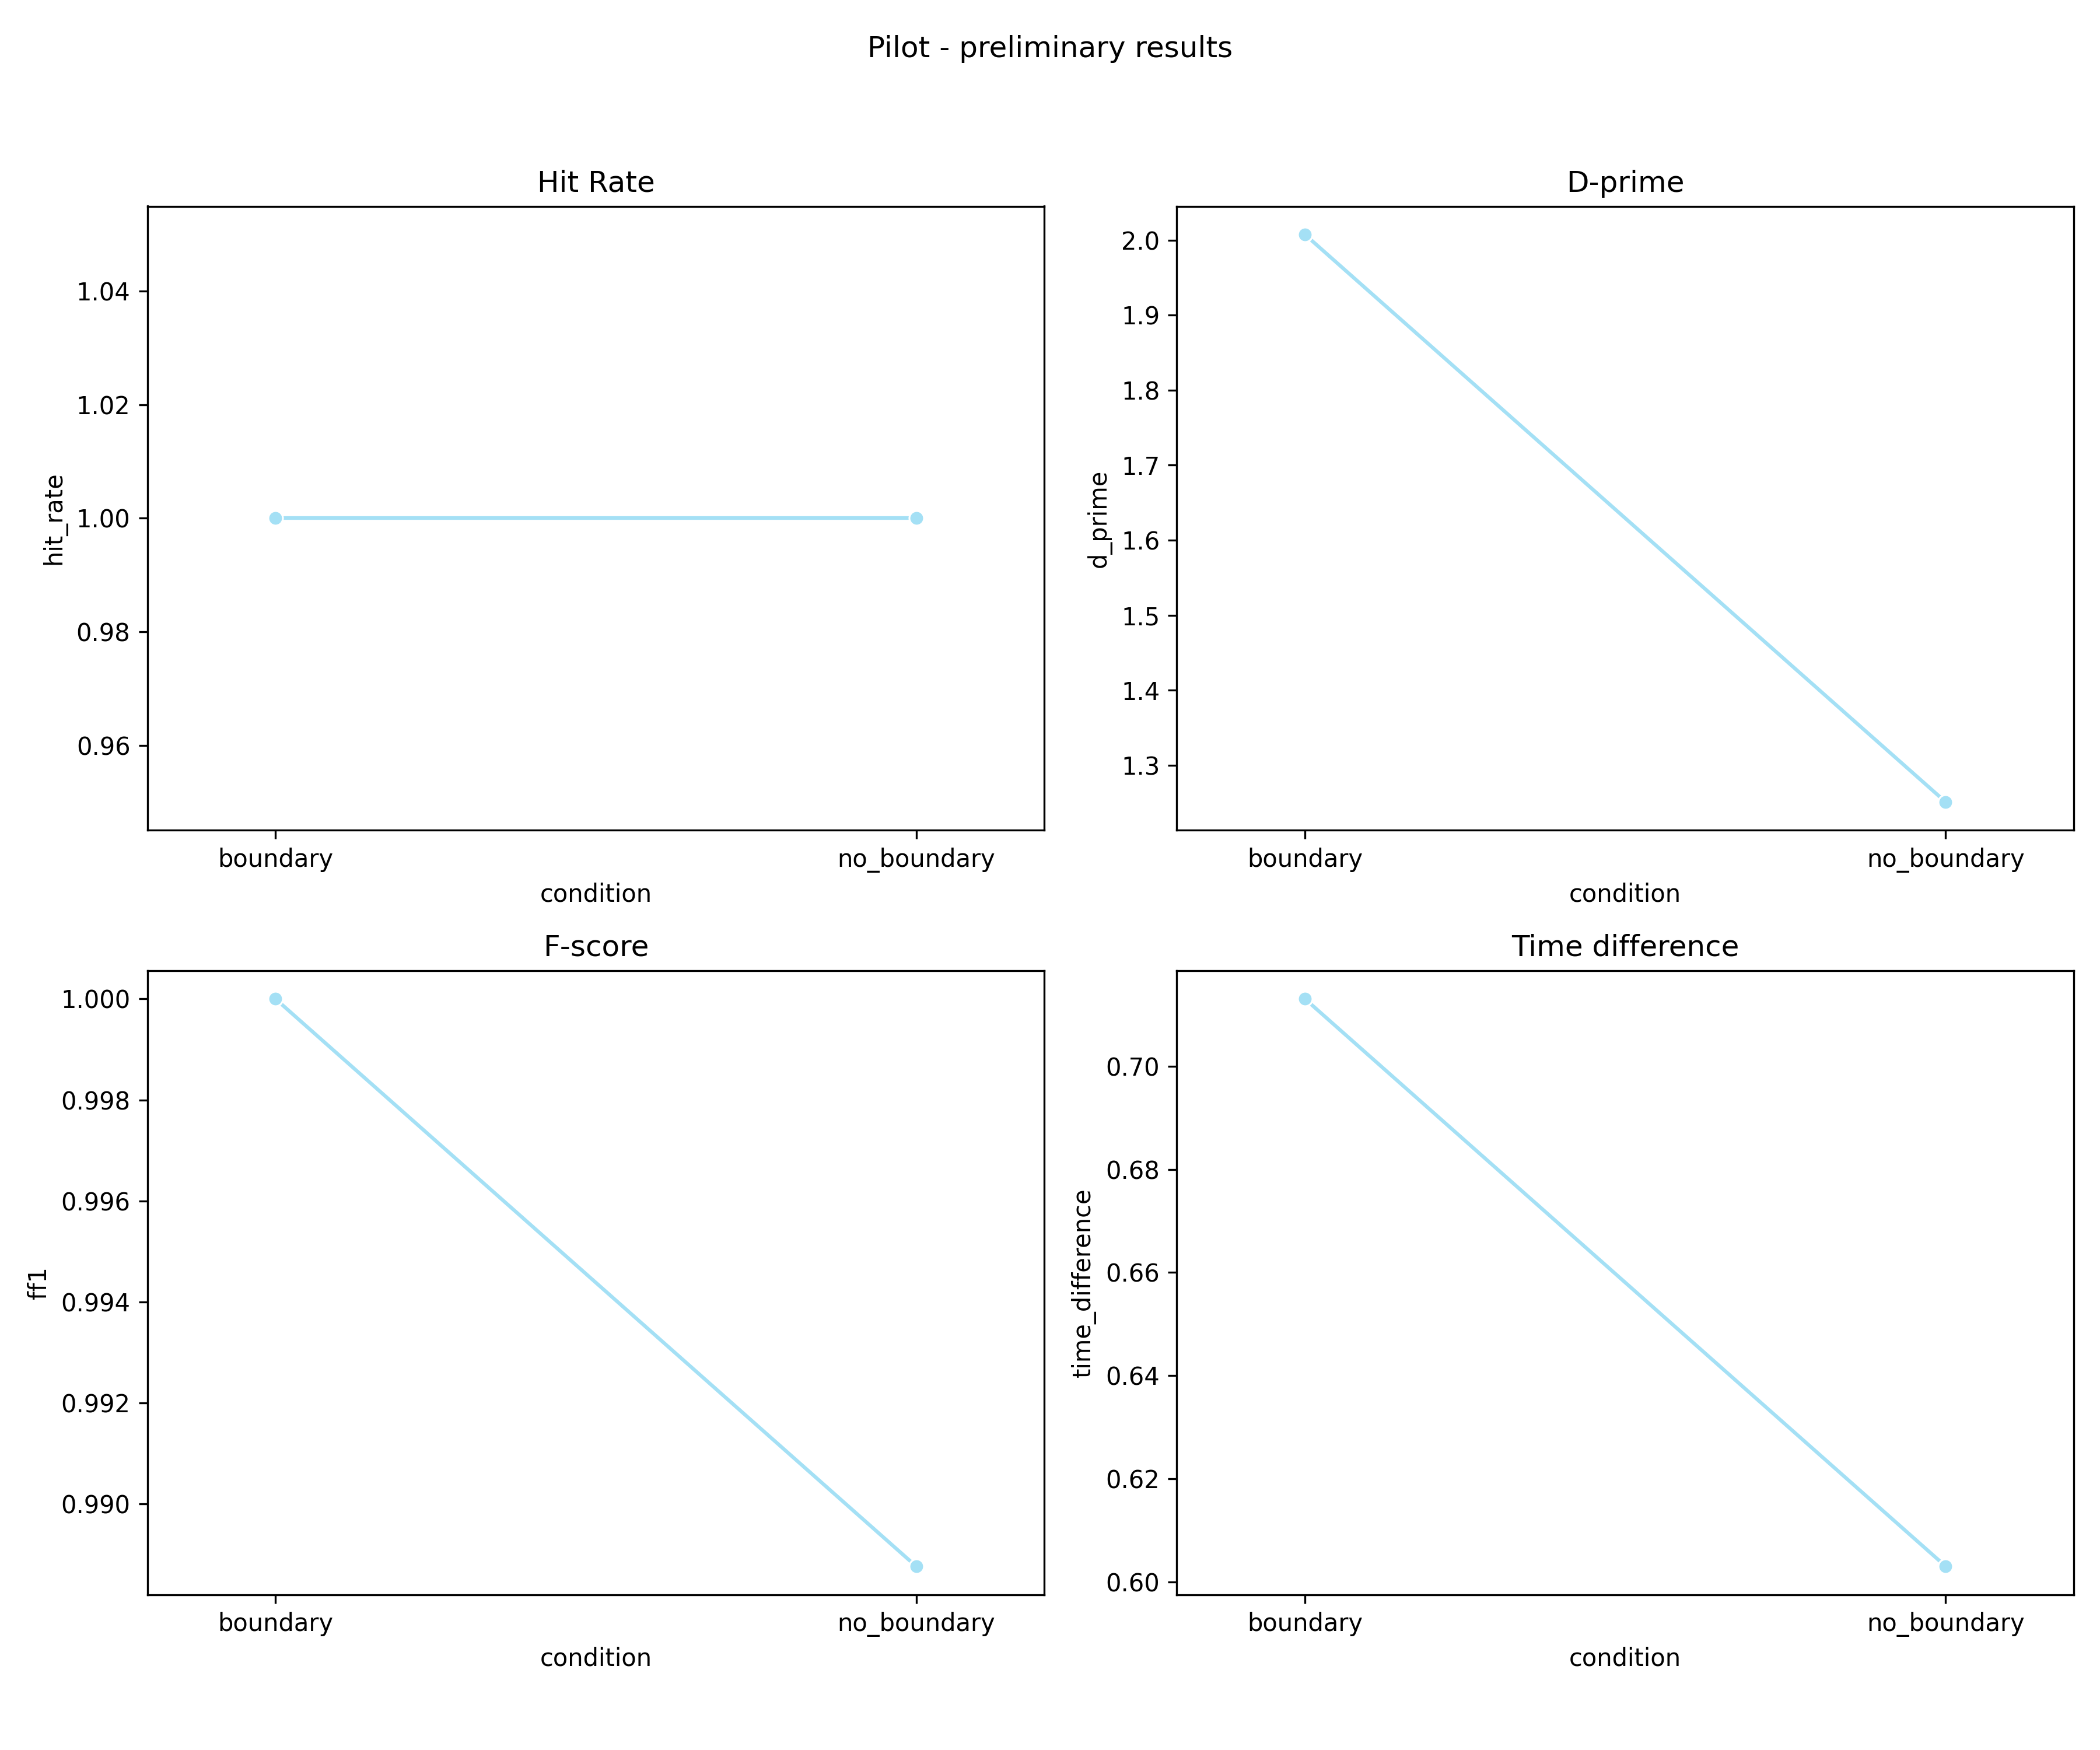 Pilot - preliminary results
Hit Rate
hit_rate
1.04
1.02
1.00
0.98
0.96
boundary no_boundary
condition
D-prime
d_prime
2.0
1.9
1.8
1.7
1.6
1.5
1.4
1.3
boundary no_boundary
condition
F-score
ff1
1.000
0.998
0.996
0.994
0.992
0.990
boundary no_boundary
condition
Time difference
time_difference
0.70
0.68
0.66
0.64
0.62
0.60
boundary no_boundary
condition